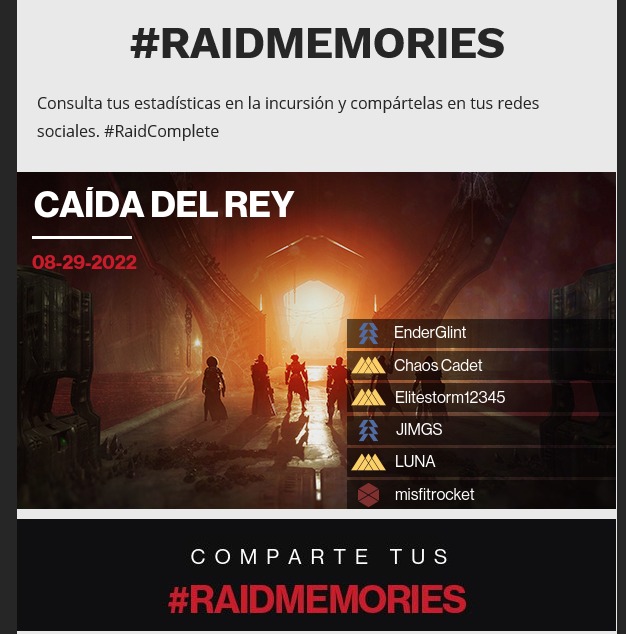 #RAIDMEMORIES
Consulta tus estadísticas en la incursión y compártelas en tus redes
sociales. #RaidComplete
CAÍDA DEL REY
08-29-2022
EnderGlint
Chaos Cadet
Elitestorm12345
JIMGS
LUNA
misfitrocket
COMPARTE TUS
#RAIDMEMORIES